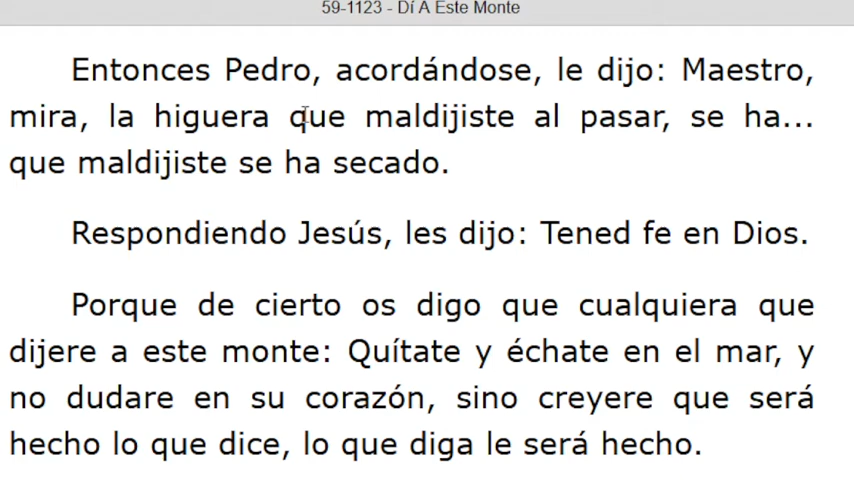 59-1123 - Dí A Este Monte
Entonces Pedro, acordándose, le dijo: Maestro,
mira, la higuera que maldijiste al pasar, se ha...
que maldijiste se ha secado.
Respondiendo Jesús, les dijo: Tened fe en Dios.
Porque de cierto os digo que cualquiera que
dijere a este monte: Quítate y échate en el mar, y
no dudare en su corazón, sino creyere que será
hecho lo que dice, lo que diga le será hecho.